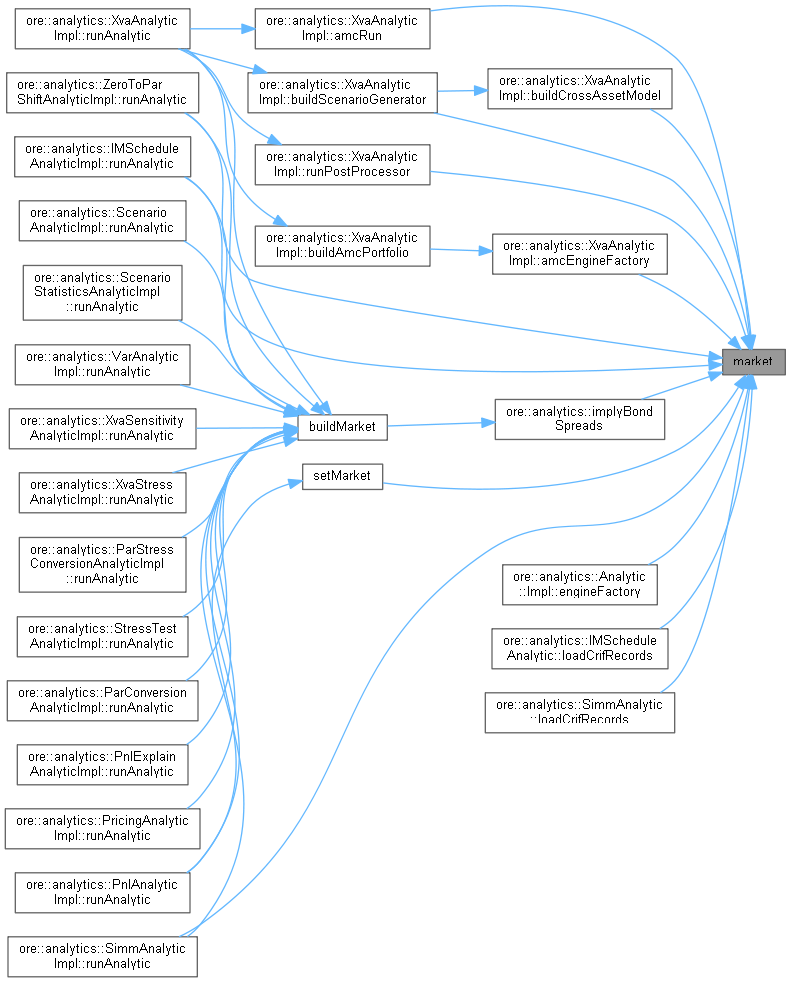 ore::analytics::XvaAnalytic
Impl::runAnalytic
ore::analytics::ZeroToPar
ShiftAnalyticImpl::runAnalytic
ore::analytics::IMSchedule
AnalyticImpl::runAnalytic
ore::analytics::Scenario
AnalyticImpl::runAnalytic
ore::analytics::Scenario
StatisticsAnalyticImpl
::runAnalytic
ore::analytics::VarAnalytic
Impl::runAnalytic
ore::analytics::XvaSensitivity
AnalyticImpl::runAnalytic
ore::analytics::XvaStress
AnalyticImpl::runAnalytic
ore::analytics::ParStress
ConversionAnalyticImpl
::runAnalytic
ore::analytics::StressTest
AnalyticImpl::runAnalytic
ore::analytics::ParConversion
AnalyticImpl::runAnalytic
ore::analytics::PnlExplain
AnalyticImpl::runAnalytic
ore::analytics::PricingAnalytic
Impl::runAnalytic
ore::analytics::PnlAnalytic
Impl::runAnalytic
ore::analytics::SimmAnalytic
Impl::runAnalytic
ore::analytics::XvaAnalytic
Impl::amcRun
ore::analytics::XvaAnalytic
Impl::buildScenarioGenerator
ore::analytics::XvaAnalytic
Impl::runPostProcessor
ore::analytics::XvaAnalytic
Impl::buildAmcPortfolio
buildMarket
setMarket
ore::analytics::XvaAnalytic
Impl::buildCrossAssetModel
ore::analytics::XvaAnalytic
Impl::amcEngineFactory
ore::analytics::implyBond
Spreads
ore::analytics::Analytic
::Impl::engineFactory
ore::analytics::IMSchedule
Analytic::loadCrifRecords
ore::analytics::SimmAnalytic
::loadCrifRecords
market